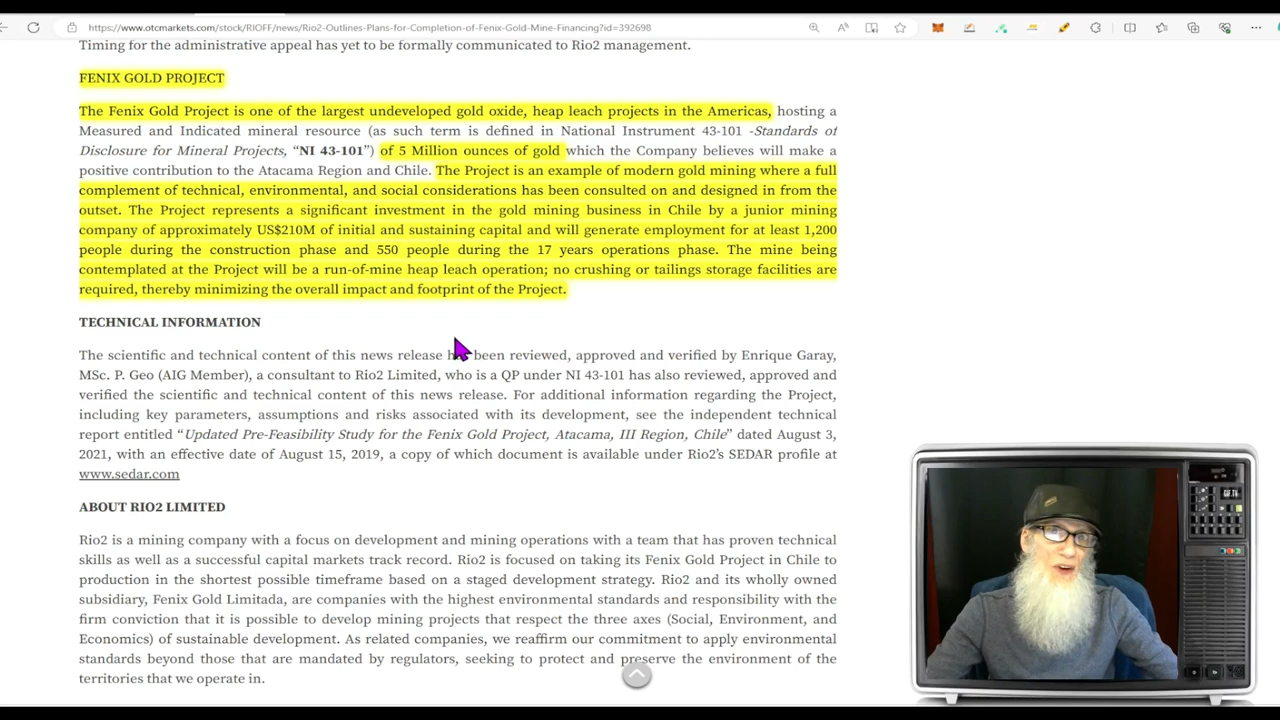 https://www.otcmarkets.com/stock/RIOFF/news/Rio2-Outlines-Plans-for-Completion-of-Fenix-Gold-Mine-Financing?id=392698
Timing for the administrative appeal has yet to be formally communicated to Rio2 management.
FENIX GOLD PROJECT
The Fenix Gold Project is one of the largest undeveloped gold oxide, heap leach projects in the Americas, hosting a
Measured and Indicated mineral resource (as such term is defined in National Instrument 43-101 -Standards of
Disclosure for Mineral Projects, “NI 43-101”) of 5 Million ounces of gold which the Company believes will make a
positive contribution to the Atacama Region and Chile. The Project is an example of modern gold mining where a full
complement of technical, environmental, and social considerations has been consulted on and designed in from the
outset. The Project represents a significant investment in the gold mining business in Chile by a junior mining
company of approximately US$210M of initial and sustaining capital and will generate employment for at least 1,200
people during the construction phase and 550 people during the 17 years operations phase. The mine being
contemplated at the Project will be a run-of-mine heap leach operation; no crushing or tailings storage facilities are
required, thereby minimizing the overall impact and footprint of the Project.
TECHNICAL INFORMATION
The scientific and technical content of this news release been reviewed, approved and verified by Enrique Garay,
MSc. P. Geo (AIG Member), a consultant to Rio2 Limited, who is a QP under NI 43-101 has also reviewed, approved and
verified the scientific and technical content of this news release. For additional information regarding the Project,
including key parameters, assumptions and risks associated with its development, see the independent technical
report entitled “Updated Pre-Feasibility Study for the Fenix Gold Project, Atacama, III Region, Chile” dated August 3,
2021, with an effective date of August 15, 2019, a copy of which document is available under Rio2’s SEDAR profile at
www.sedar.com
ABOUT RIO2 LIMITED
Rio2 is a mining company with a focus on development and mining operations with a team that has proven technical
skills as well as a successful capital markets track record. Rio2 is focused on taking its Fenix Gold Project in Chile to
production in the shortest possible timeframe based on a staged development strategy. Rio2 and its wholly owned
subsidiary, Fenix Gold Limitada, are companies with the highest environmental standards and responsibility with the
firm conviction that it is possible to develop mining projects that respect the three axes (Social, Environment, and
Economics) of sustainable development. As related companies, we reaffirm our commitment to apply environmental
standards beyond those that are mandated by regulators, seeking to protect and preserve the environment of the
territories that we operate in.
GIF.TV